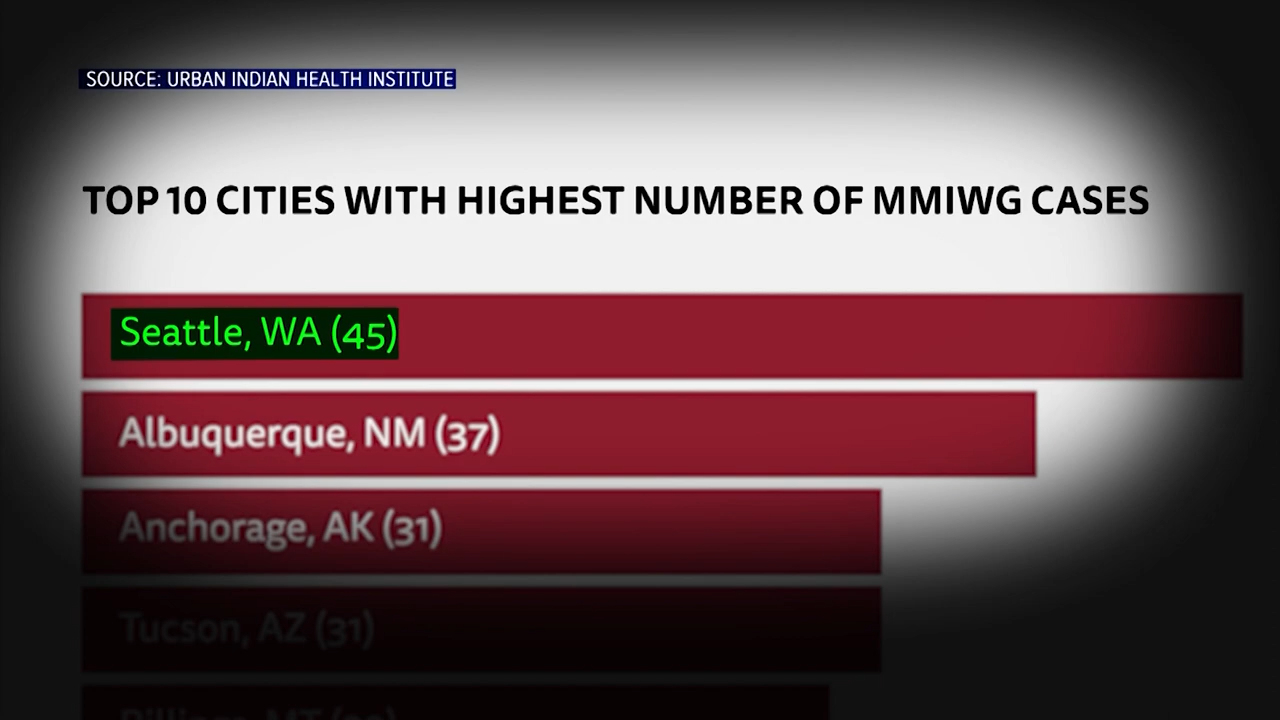 SOURCE: URBAN INDIAN HEALTH INSTITUTE
TOP 10 CITIES WITH HIGHEST NUMBER OF MMIWG CASES
Seattle, WA (45)
Albuquerque, NM (37)
Anchorage, AK (31)
Tucson, AZ (31)